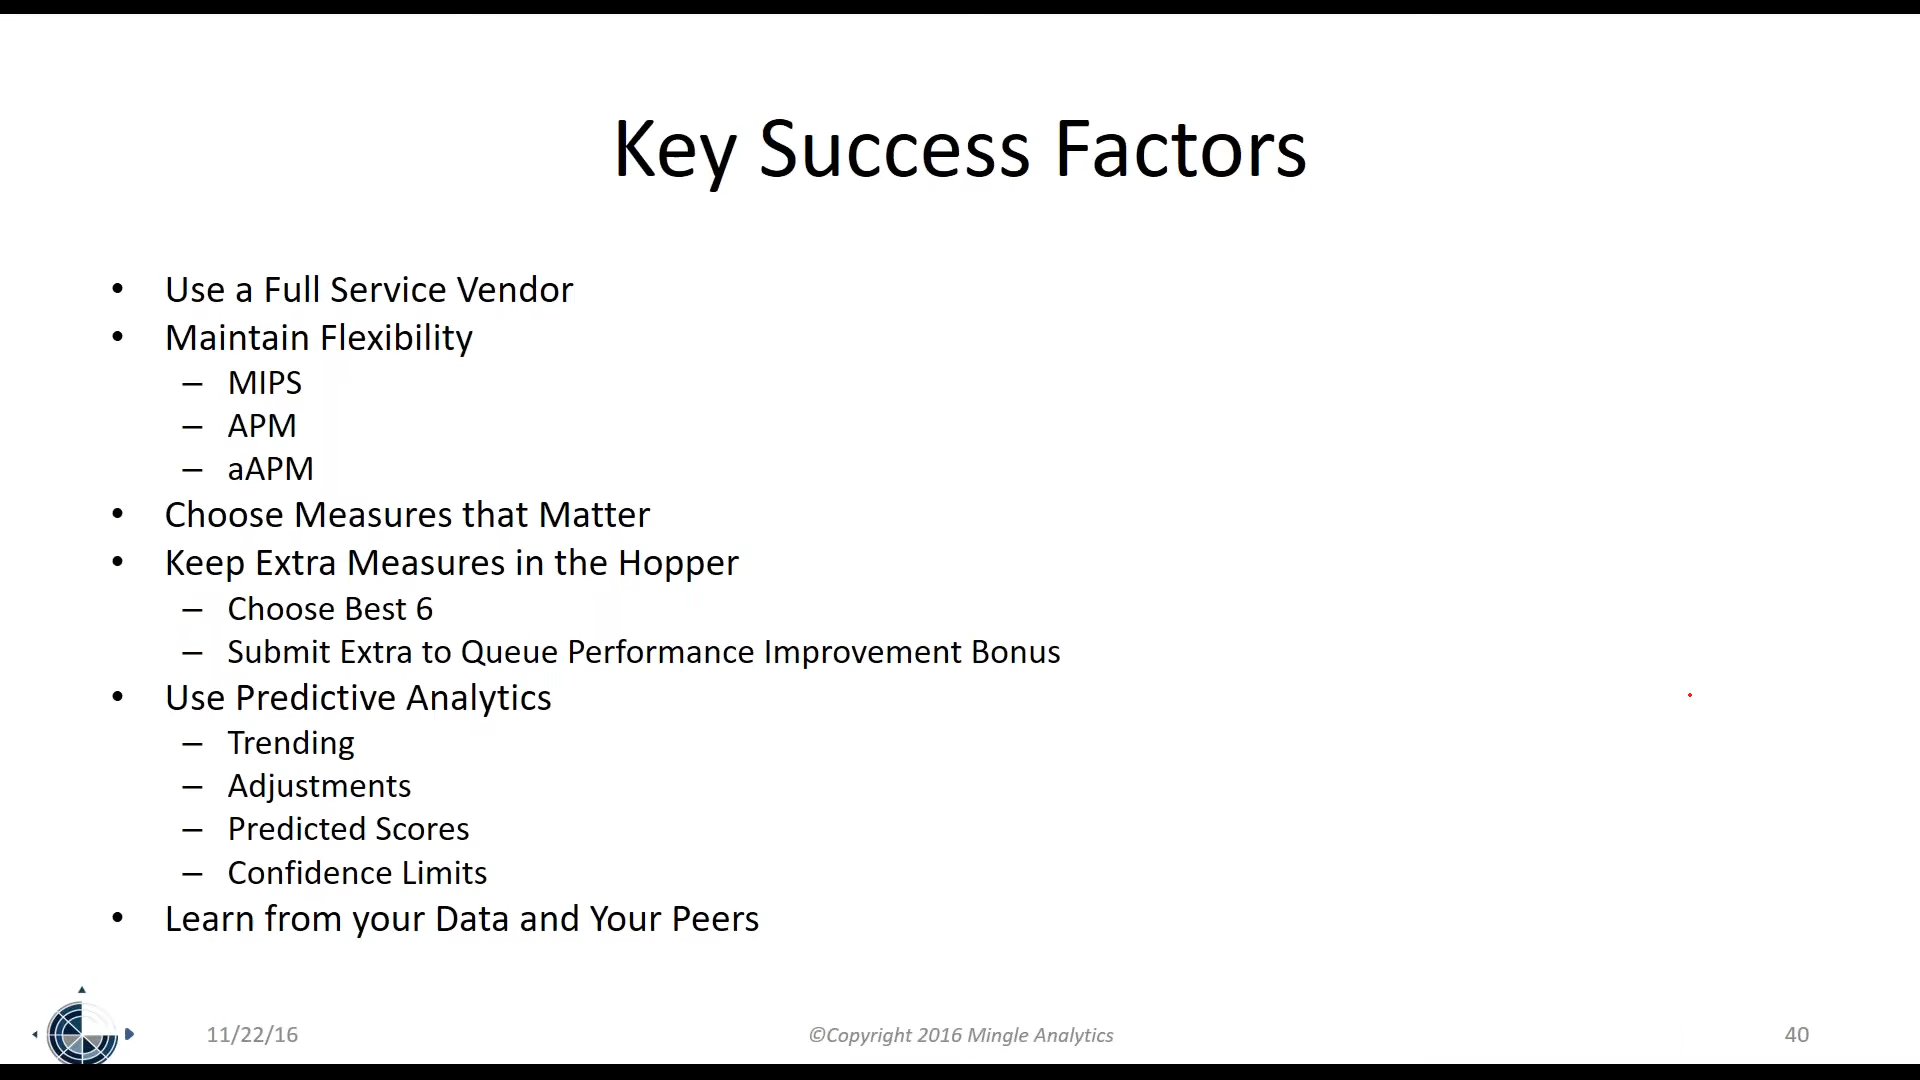 Key Success Factors
• Use a Full Service Vendor
• Maintain Flexibility
– MIPS
– APM
– aAPM
• Choose Measures that Matter
• Keep Extra Measures in the Hopper
– Choose Best 6
– Submit Extra to Queue Performance Improvement Bonus
• Use Predictive Analytics
– Trending
– Adjustments
– Predicted Scores
– Confidence Limits
• Learn from your Data and Your Peers
11/22/16
©Copyright 2016 Mingle Analytics
40